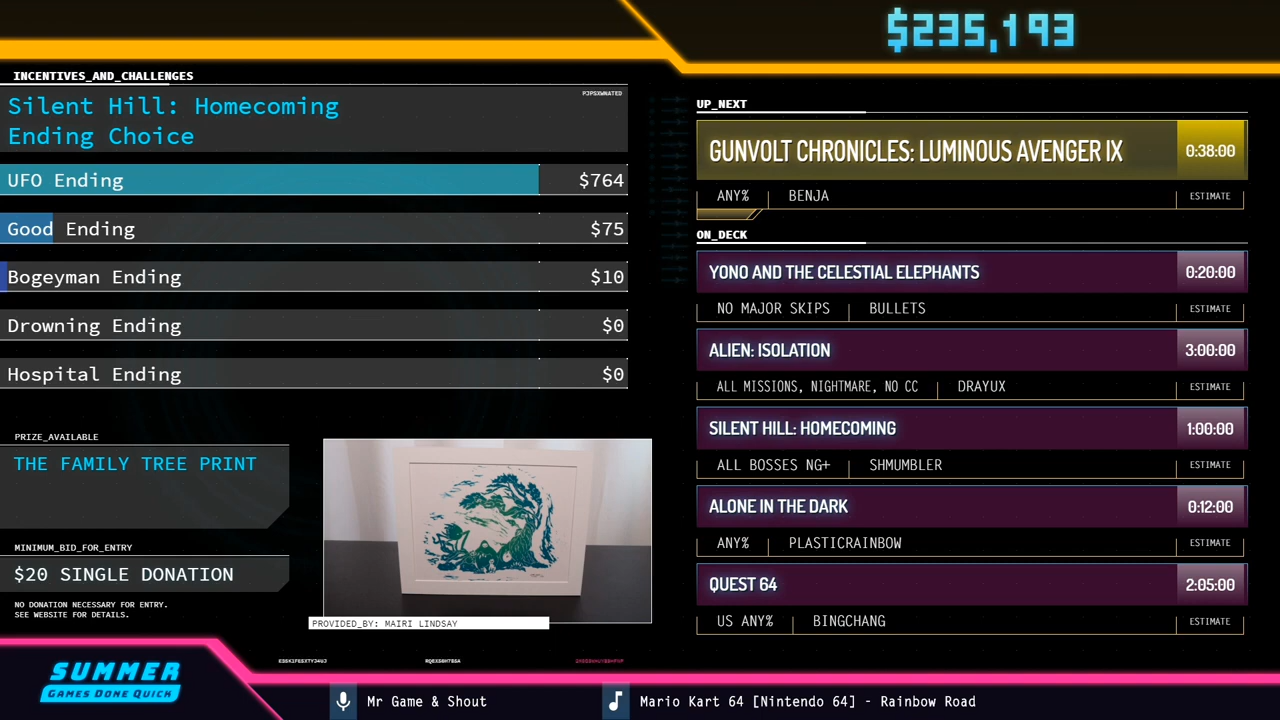 $235,193
INCENTIVES_AND_CHALLENGES
Silent Hill: Homecoming
Ending Choice
UFO Ending $764
Good Ending $75
Bogeyman Ending $10
Drowning Ending $0
Hospital Ending $0
PRIZE_AVAILABLE
THE FAMILY TREE PRINT
MINIMUM_BID_FOR_ENTRY
$20 SINGLE DONATION
NO DONATION NECESSARY FOR ENTRY.
SEE WEBSITE FOR DETAILS.
PROVIDED_BY: MAIRI LINDSAY
UP_NEXT
GUNVOLT CHRONICLES: LUMINOUS AVENGER IX 0:38:00
ANY% BENJA ESTIMATE
ON_DECK
YONO AND THE CELESTIAL ELEPHANTS 0:20:00
NO MAJOR SKIPS BULLETS ESTIMATE
ALIEN: ISOLATION 3:00:00
ALL MISSIONS, NIGHTMARE, NO CC DRAYUX ESTIMATE
SILENT HILL: HOMECOMING 1:00:00
ALL BOSSES NG+ SHMUMBLER ESTIMATE
ALONE IN THE DARK 0:12:00
ANY% PLASTICRAINBOW ESTIMATE
QUEST 64 2:05:00
US ANY% BINGCHANG ESTIMATE
SUMMER
GAMES DONE QUICK
Mr Game & Shout
Mario Kart 64 [Nintendo 64] - Rainbow Road